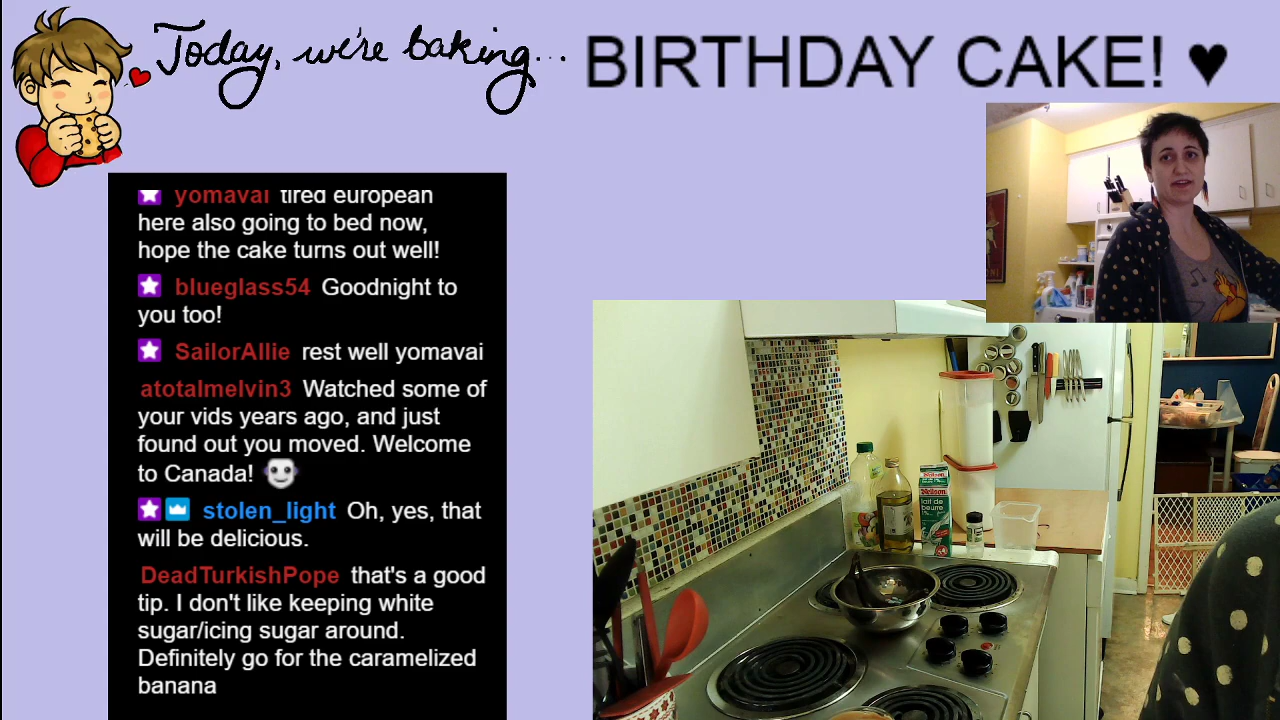 Today, we're baking... BIRTHDAY CAKE! ♥
yomavai tired european
here also going to bed now,
hope the cake turns out well!
blueglass54 Goodnight to
you too!
SailorAllie rest well yomavai
atotalmelvin3 Watched some of
your vids years ago, and just
found out you moved. Welcome
to Canada!
stolen_light Oh, yes, that
will be delicious.
DeadTurkishPope that's a good
tip. I don't like keeping white
sugar/icing sugar around.
Definitely go for the caramelized
banana
Neilson
lait de
beurre